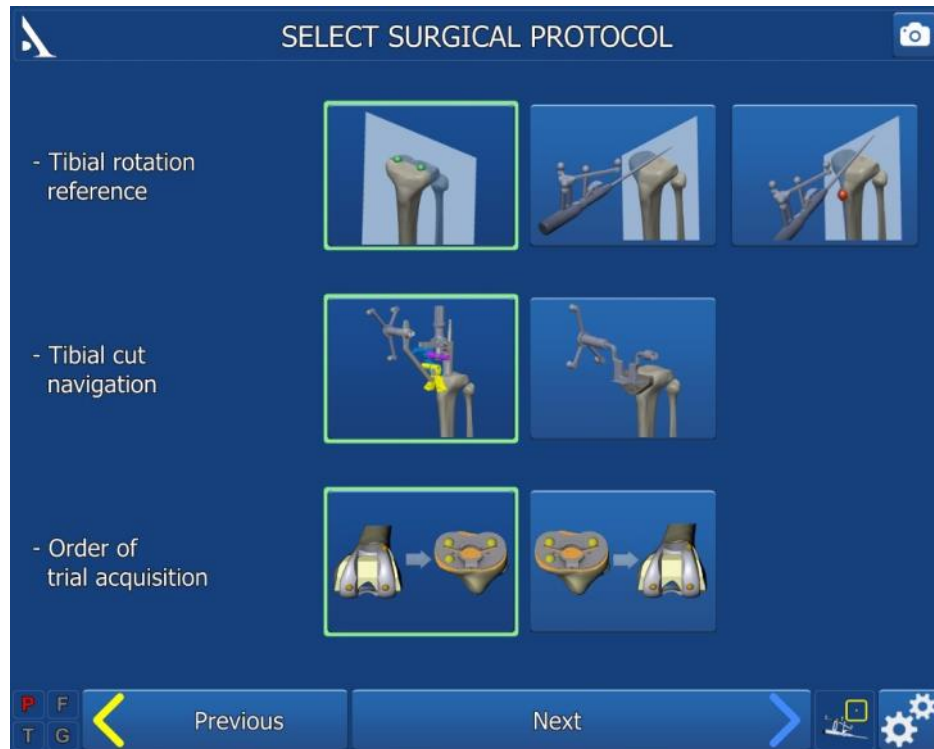 SELECT SURGICAL PROTOCOL
- Tibial rotation
reference
- Tibial cut
navigation
- Order of
trial acquisition
P F
T G
Previous
Next